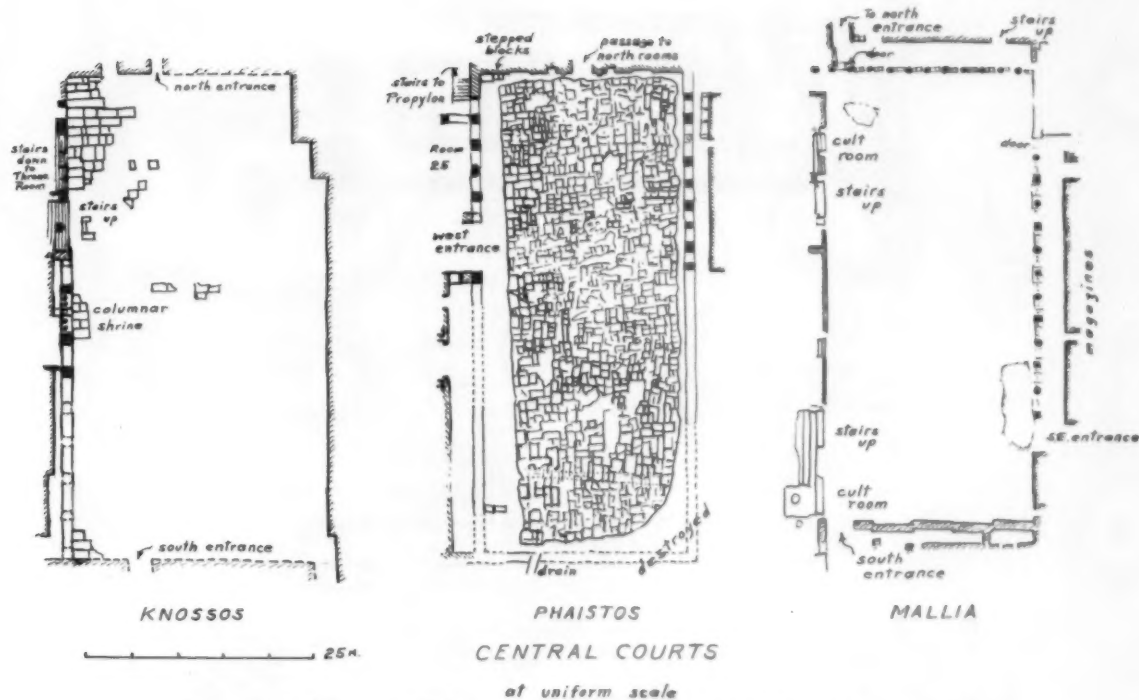 north entrance
stairs
down
to
Throne
Room
stairs
up
columnar
shrine
south entrance
KNOSSOS
25 M.
stepped
blocks
passage to
north rooms
stairs to
Propylon
Room
25
west
entrance
destroyed
drain
PHAISTOS
CENTRAL COURTS
at uniform scale
To north
entrance
stairs
up
door
cult
room
stairs
up
door
magazines
stairs
up
S.E. entrance
cult
room
south
entrance
MALLIA